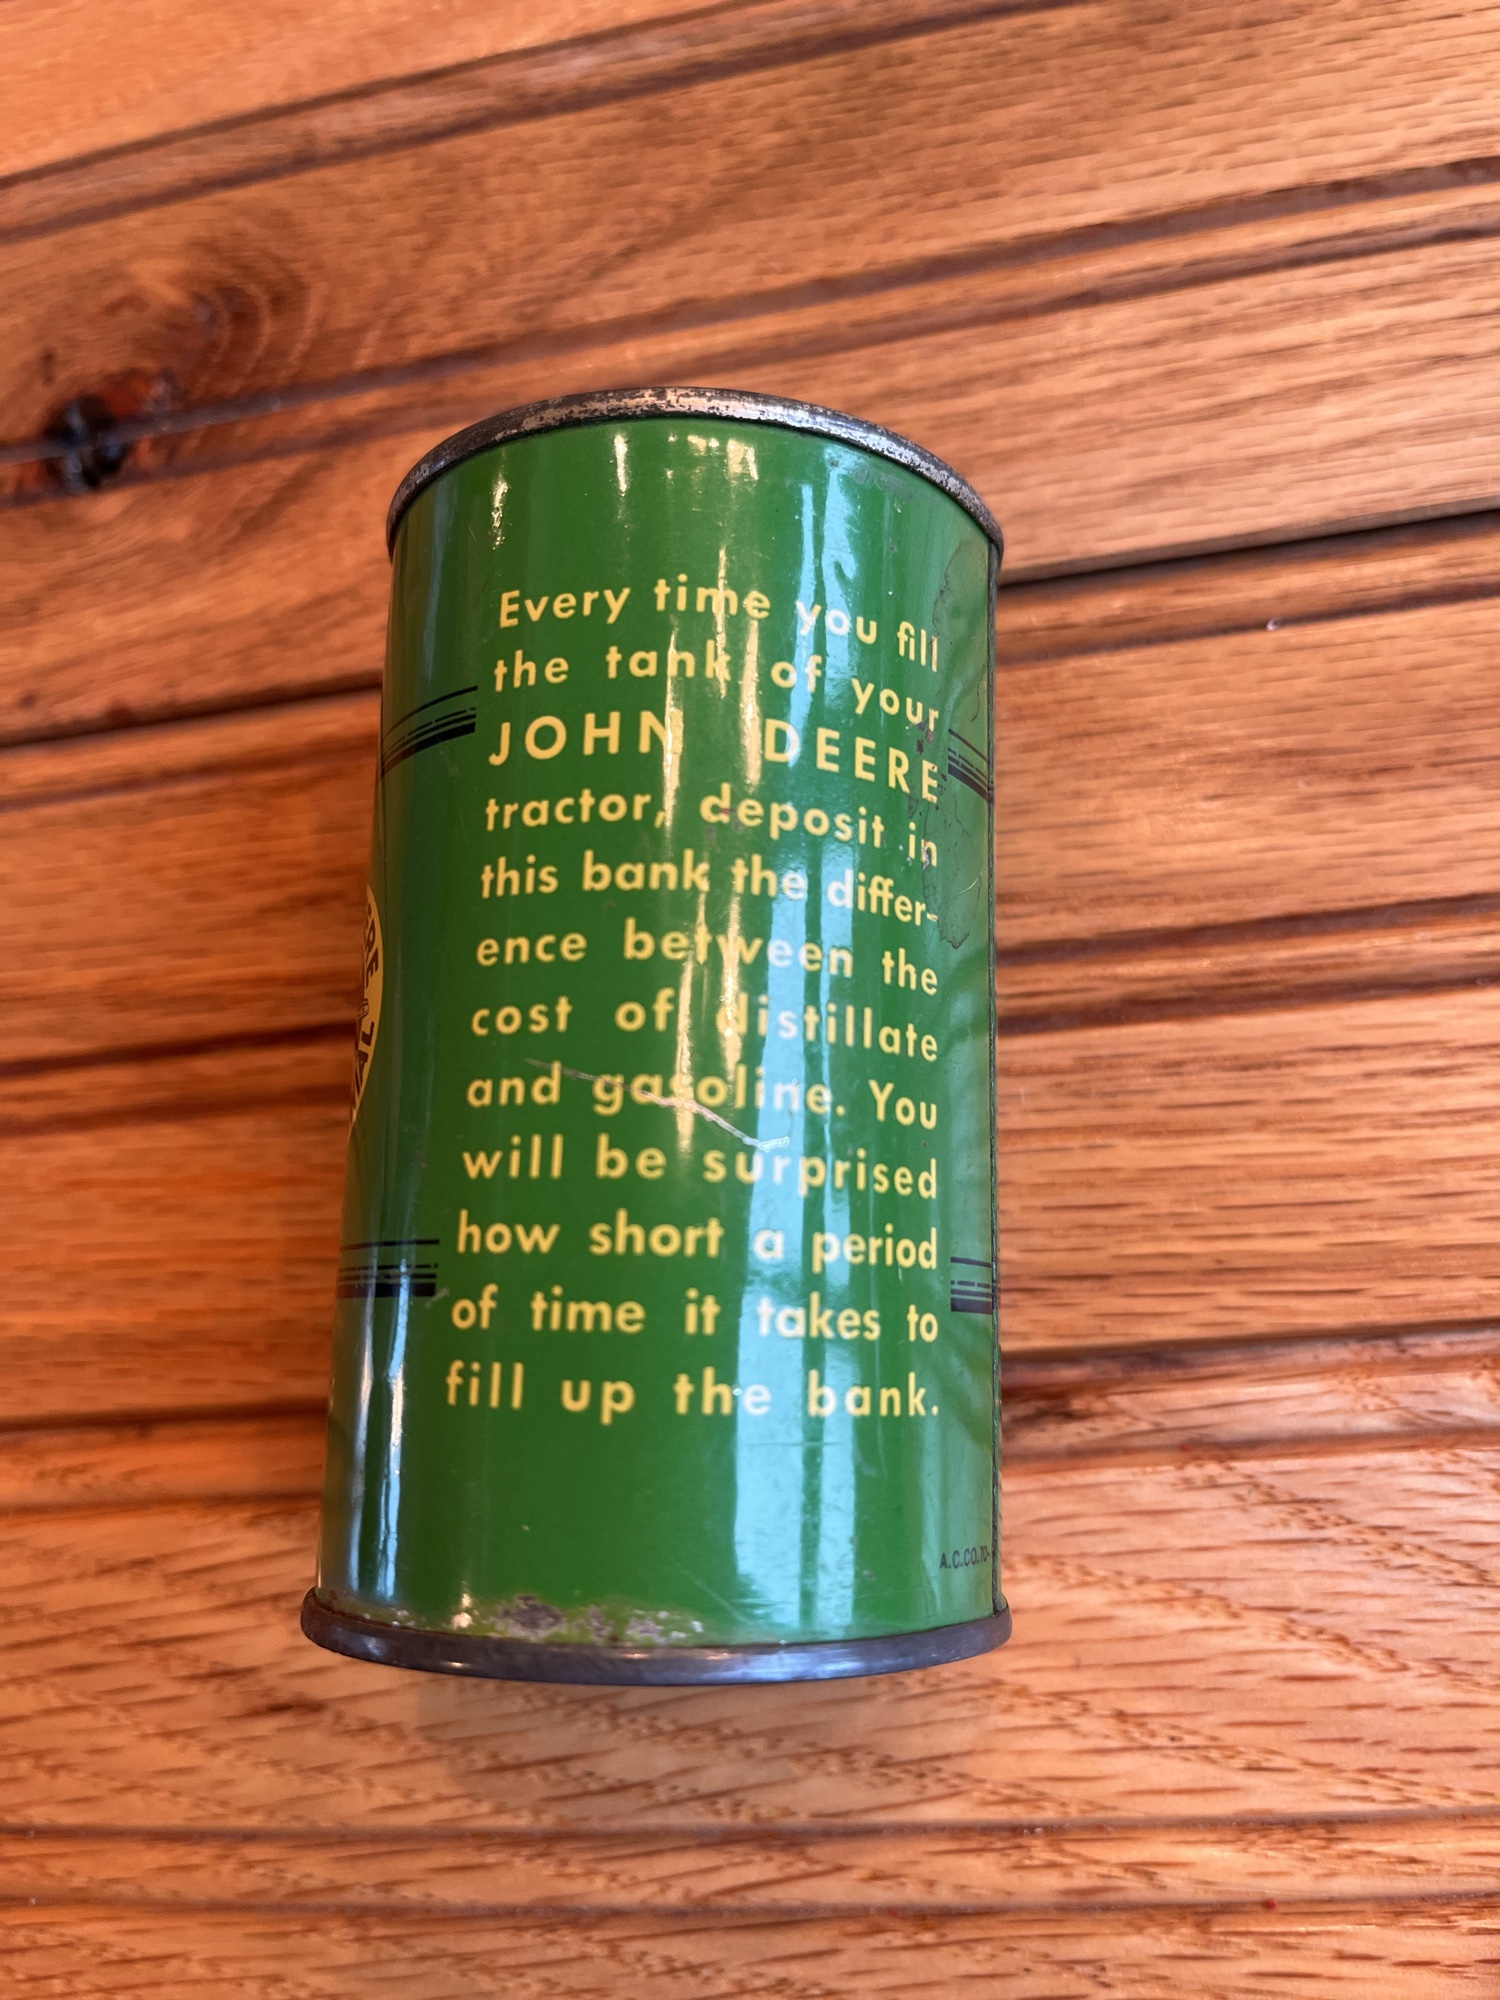 Every time you fill
the tank of your
JOHN DEERE
tractor, deposit in
this bank the differ-
ence between the
cost of distillate
and gasoline. You
will be surprised
how short a period
of time it takes to
fill up the bank.
A.C.CO.